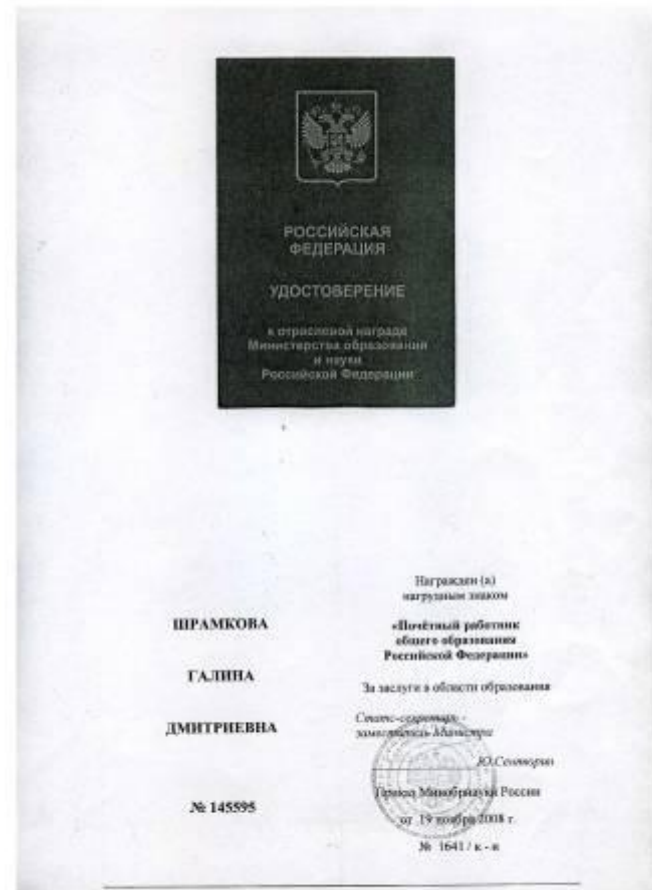 РОССИЙСКАЯ
ФЕДЕРАЦИЯ
УДОСТОВЕРЕНИЕ
к отраслевой награде
Министерства образования
и науки
Российской Федерации
ШРАМКОВА
ГАЛИНА
ДМИТРИЕВНА
№ 145595
Награжден (а)
нагрудным знаком
«Почётный работник
общего образования
Российской Федерации»
За заслуги в области образования
Статс-секретарь -
заместитель Министра
Ю.Сентюрин
Приказ Минобрнауки России
от 19 ноября 2008 г.
№ 1641 / к - н